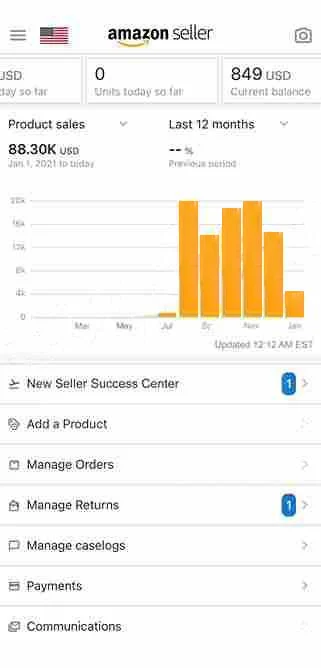 amazon seller
USD
day so far
0
Units today so far
849 USD
Current balance
Product sales
Last 12 months
88.30K USD
-- %
Jan 1, 2021 to today
Previous period
20k
16k
12k
8k
4k
0
Mar May Jul Nov Jan
Updated 12:12 AM EST
New Seller Success Center 1
Add a Product
Manage Orders
Manage Returns 1
Manage caselogs
Payments
Communications